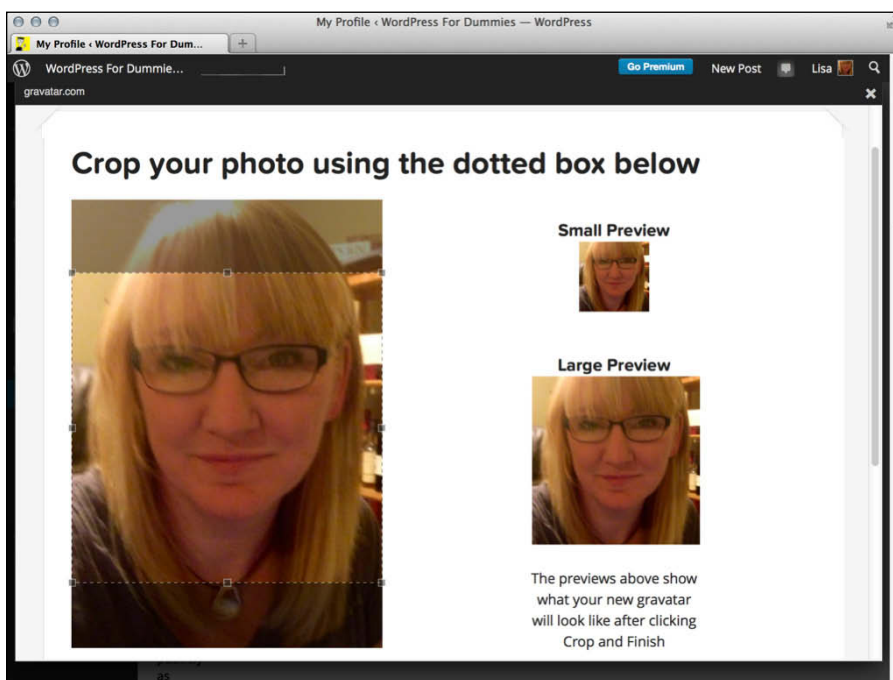 My Profile ‹ WordPress For Dummies — WordPress
My Profile ‹ WordPress For Dum...
WordPress For Dummie...
Go Premium
New Post
Lisa
gravatar.com
Crop your photo using the dotted box below
Small Preview
Large Preview
The previews above show
what your new gravatar
will look like after clicking
Crop and Finish
as